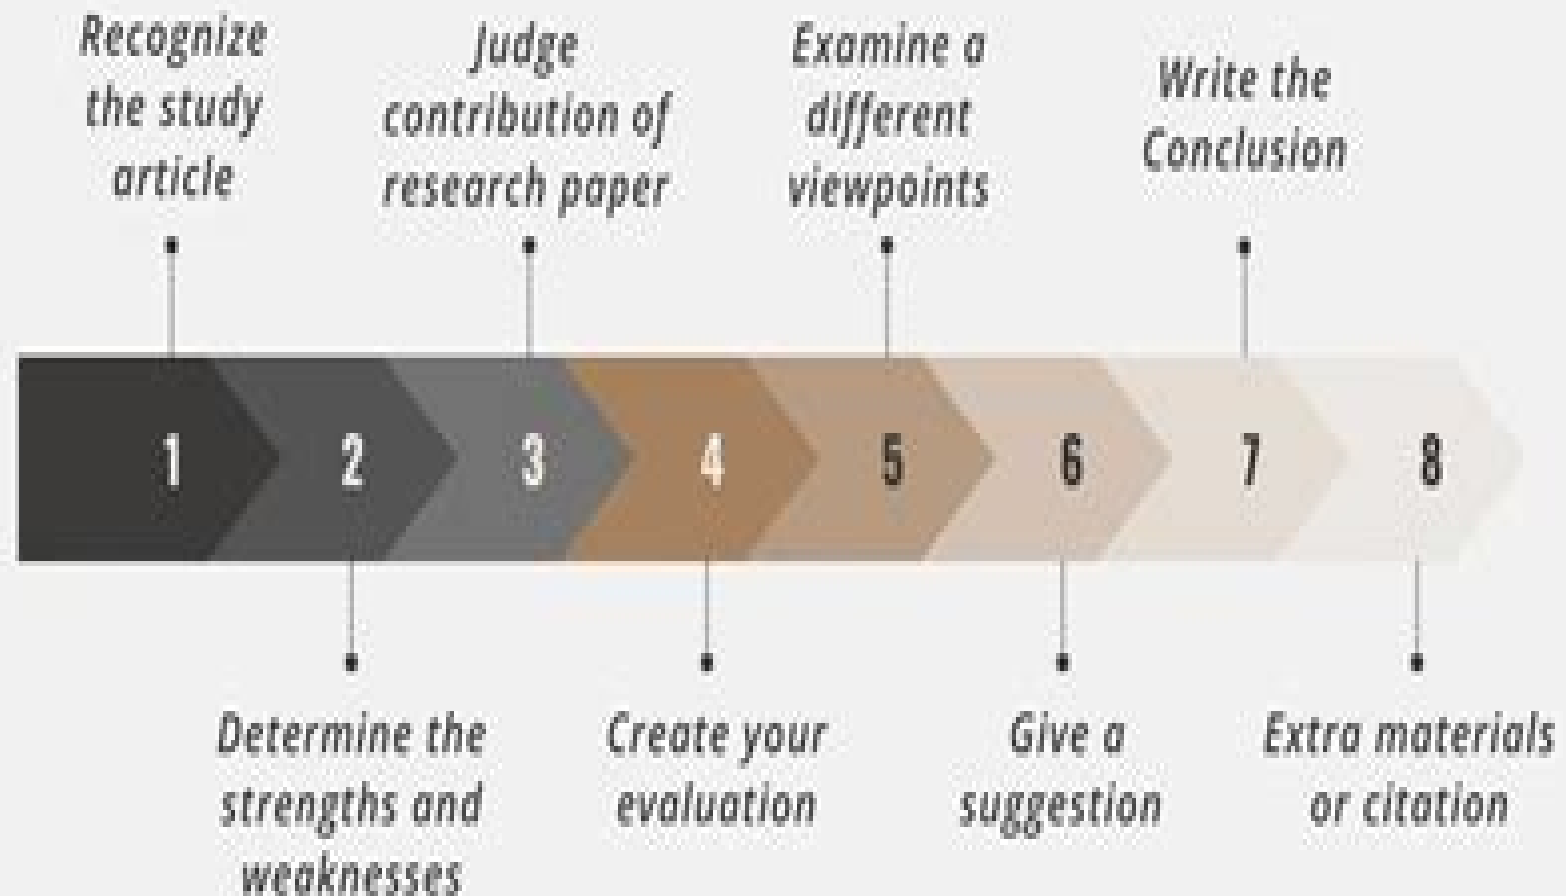 Recognize
the study
article
Judge
contribution of
research paper
Examine a
different
viewpoints
Write the
Conclusion
1
2
3
4
5
6
7
8
Determine the
strengths and
weaknesses
Create your
evaluation
Give a
suggestion
Extra materials
or citation